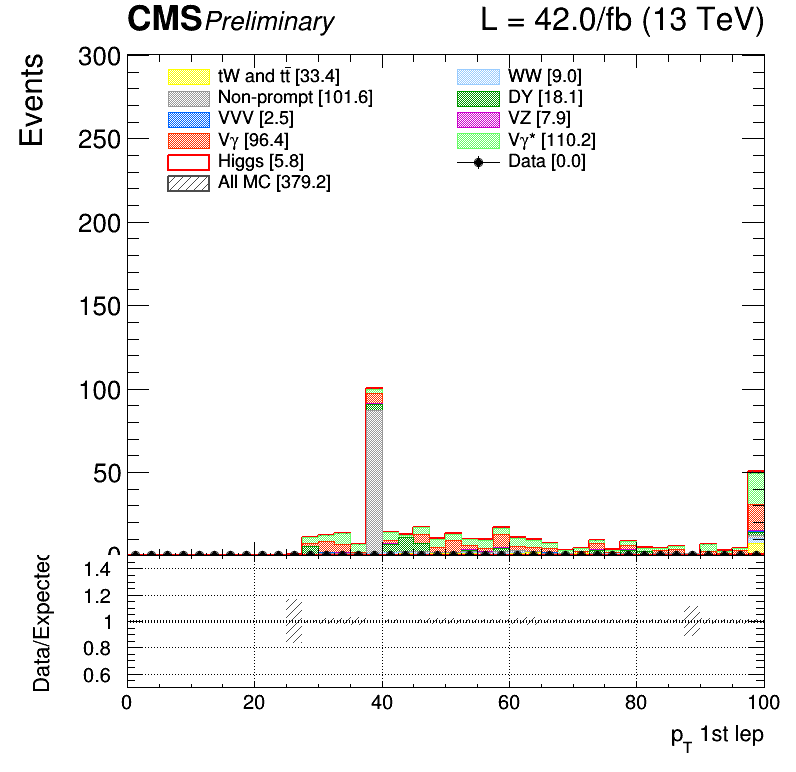 CMS Preliminary L = 42.0/fb (13 TeV)
Events
300
250
200
150
100
50
0
tW and tt̄ [33.4]
Non-prompt [101.6]
VVV [2.5]
Vγ [96.4]
Higgs [5.8]
All MC [379.2]
WW [9.0]
DY [18.1]
VZ [7.9]
Vγ* [110.2]
Data [0.0]
Data/Expected
1.4
1.2
1
0.8
0.6
0 20 40 60 80 100
p_T 1st lep